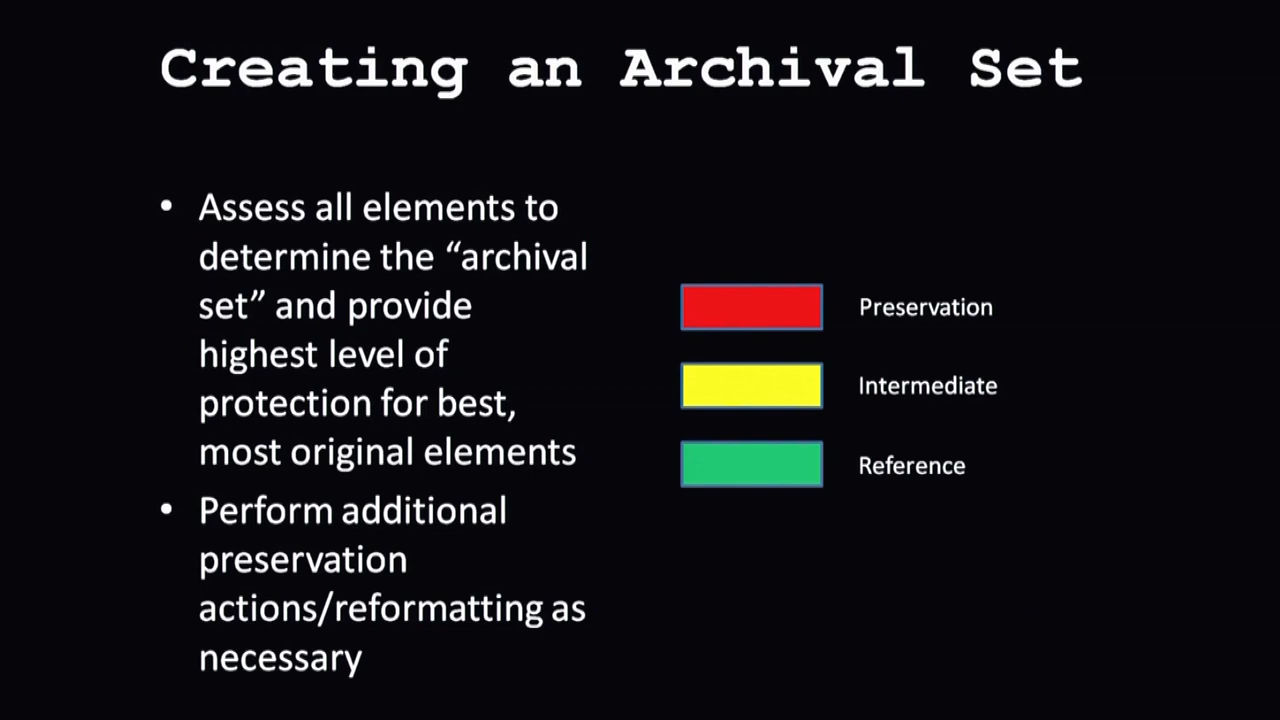 Creating an Archival Set
• Assess all elements to
determine the “archival
set” and provide
highest level of
protection for best,
most original elements
• Perform additional
preservation
actions/reformatting as
necessary
Preservation
Intermediate
Reference